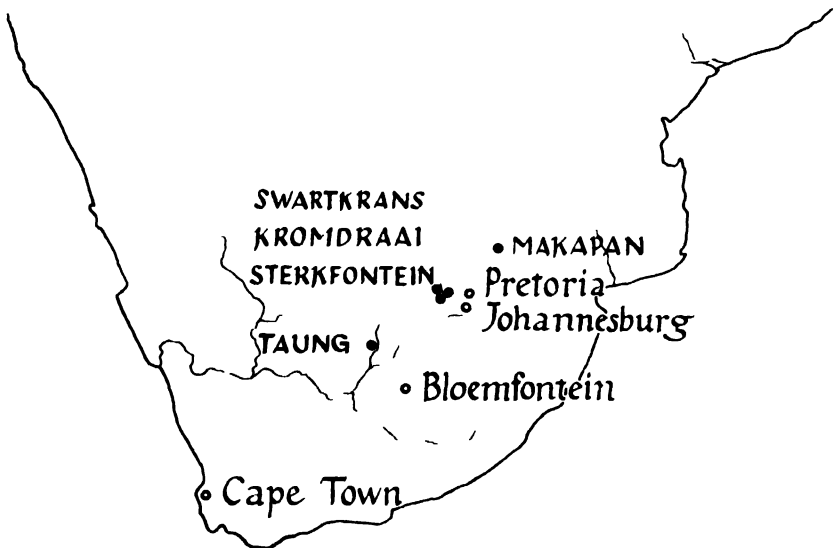 SWARTKRANS
KROMDRAAI
MAKAPAN
STERKFONTEIN
Pretoria
Johannesburg
TAUNG
Bloemfontein
Cape Town